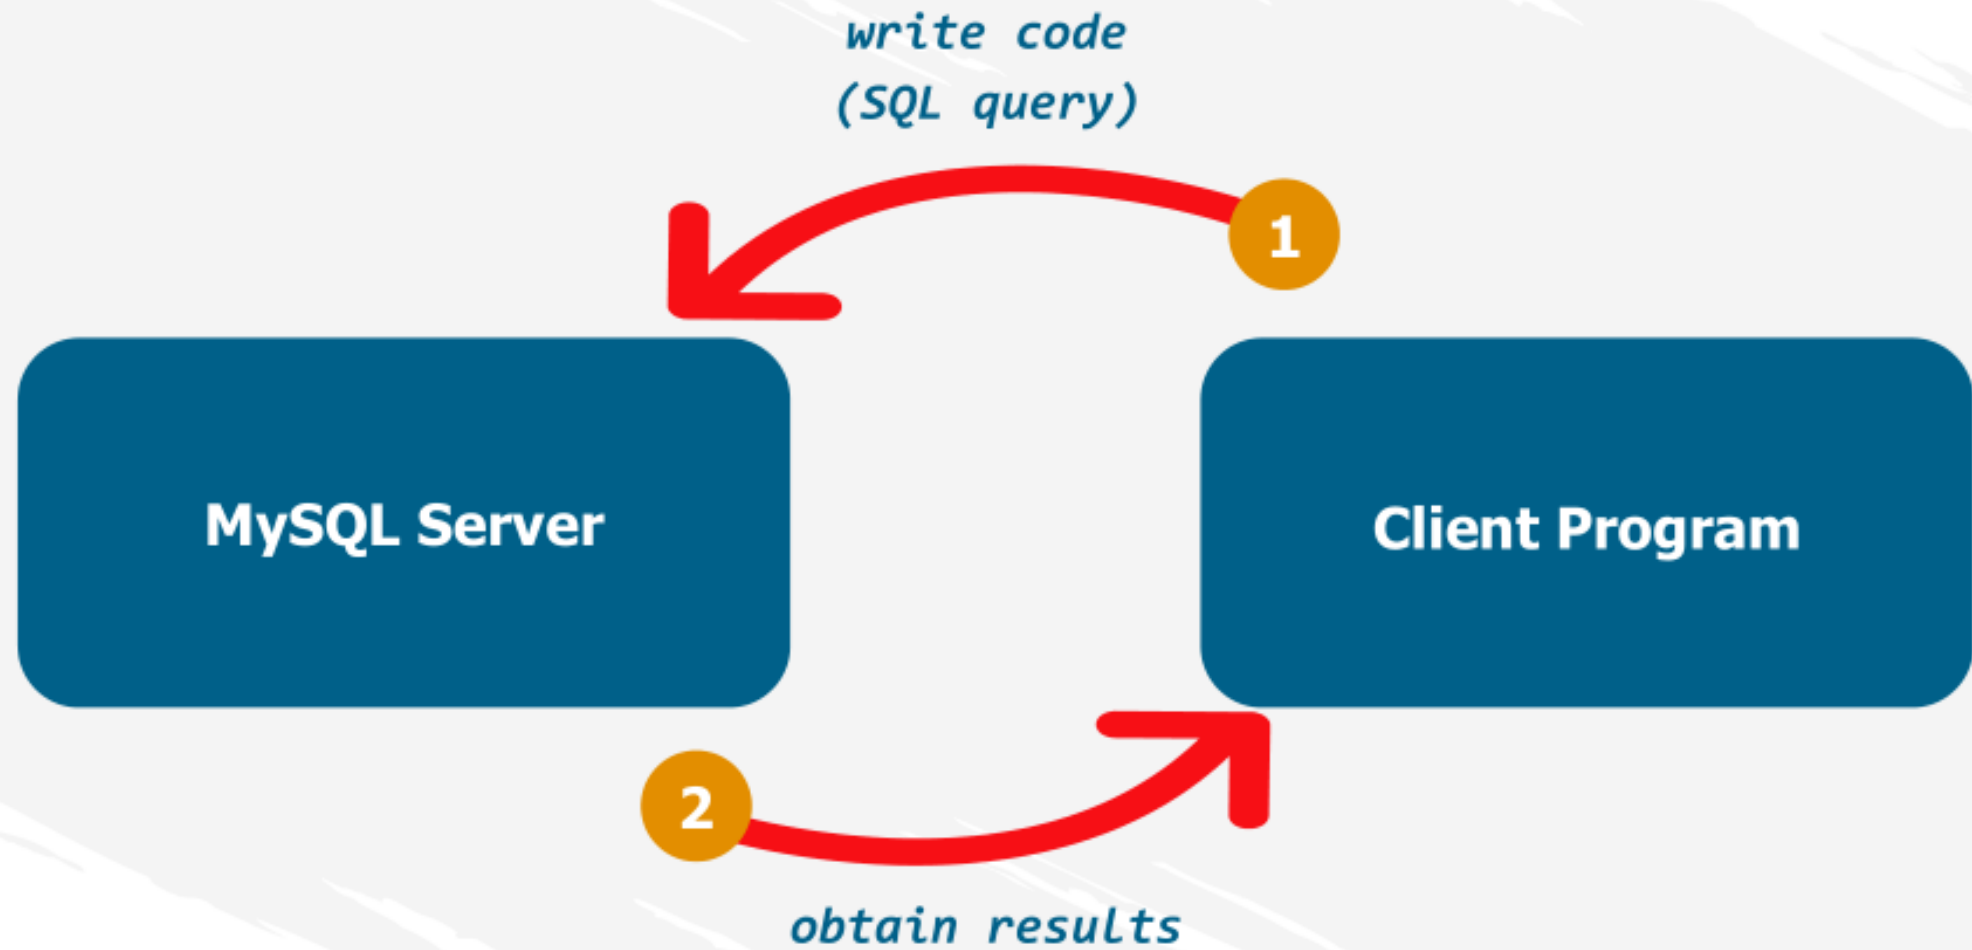 write code
(SQL query)
1
MySQL Server
Client Program
2
obtain results